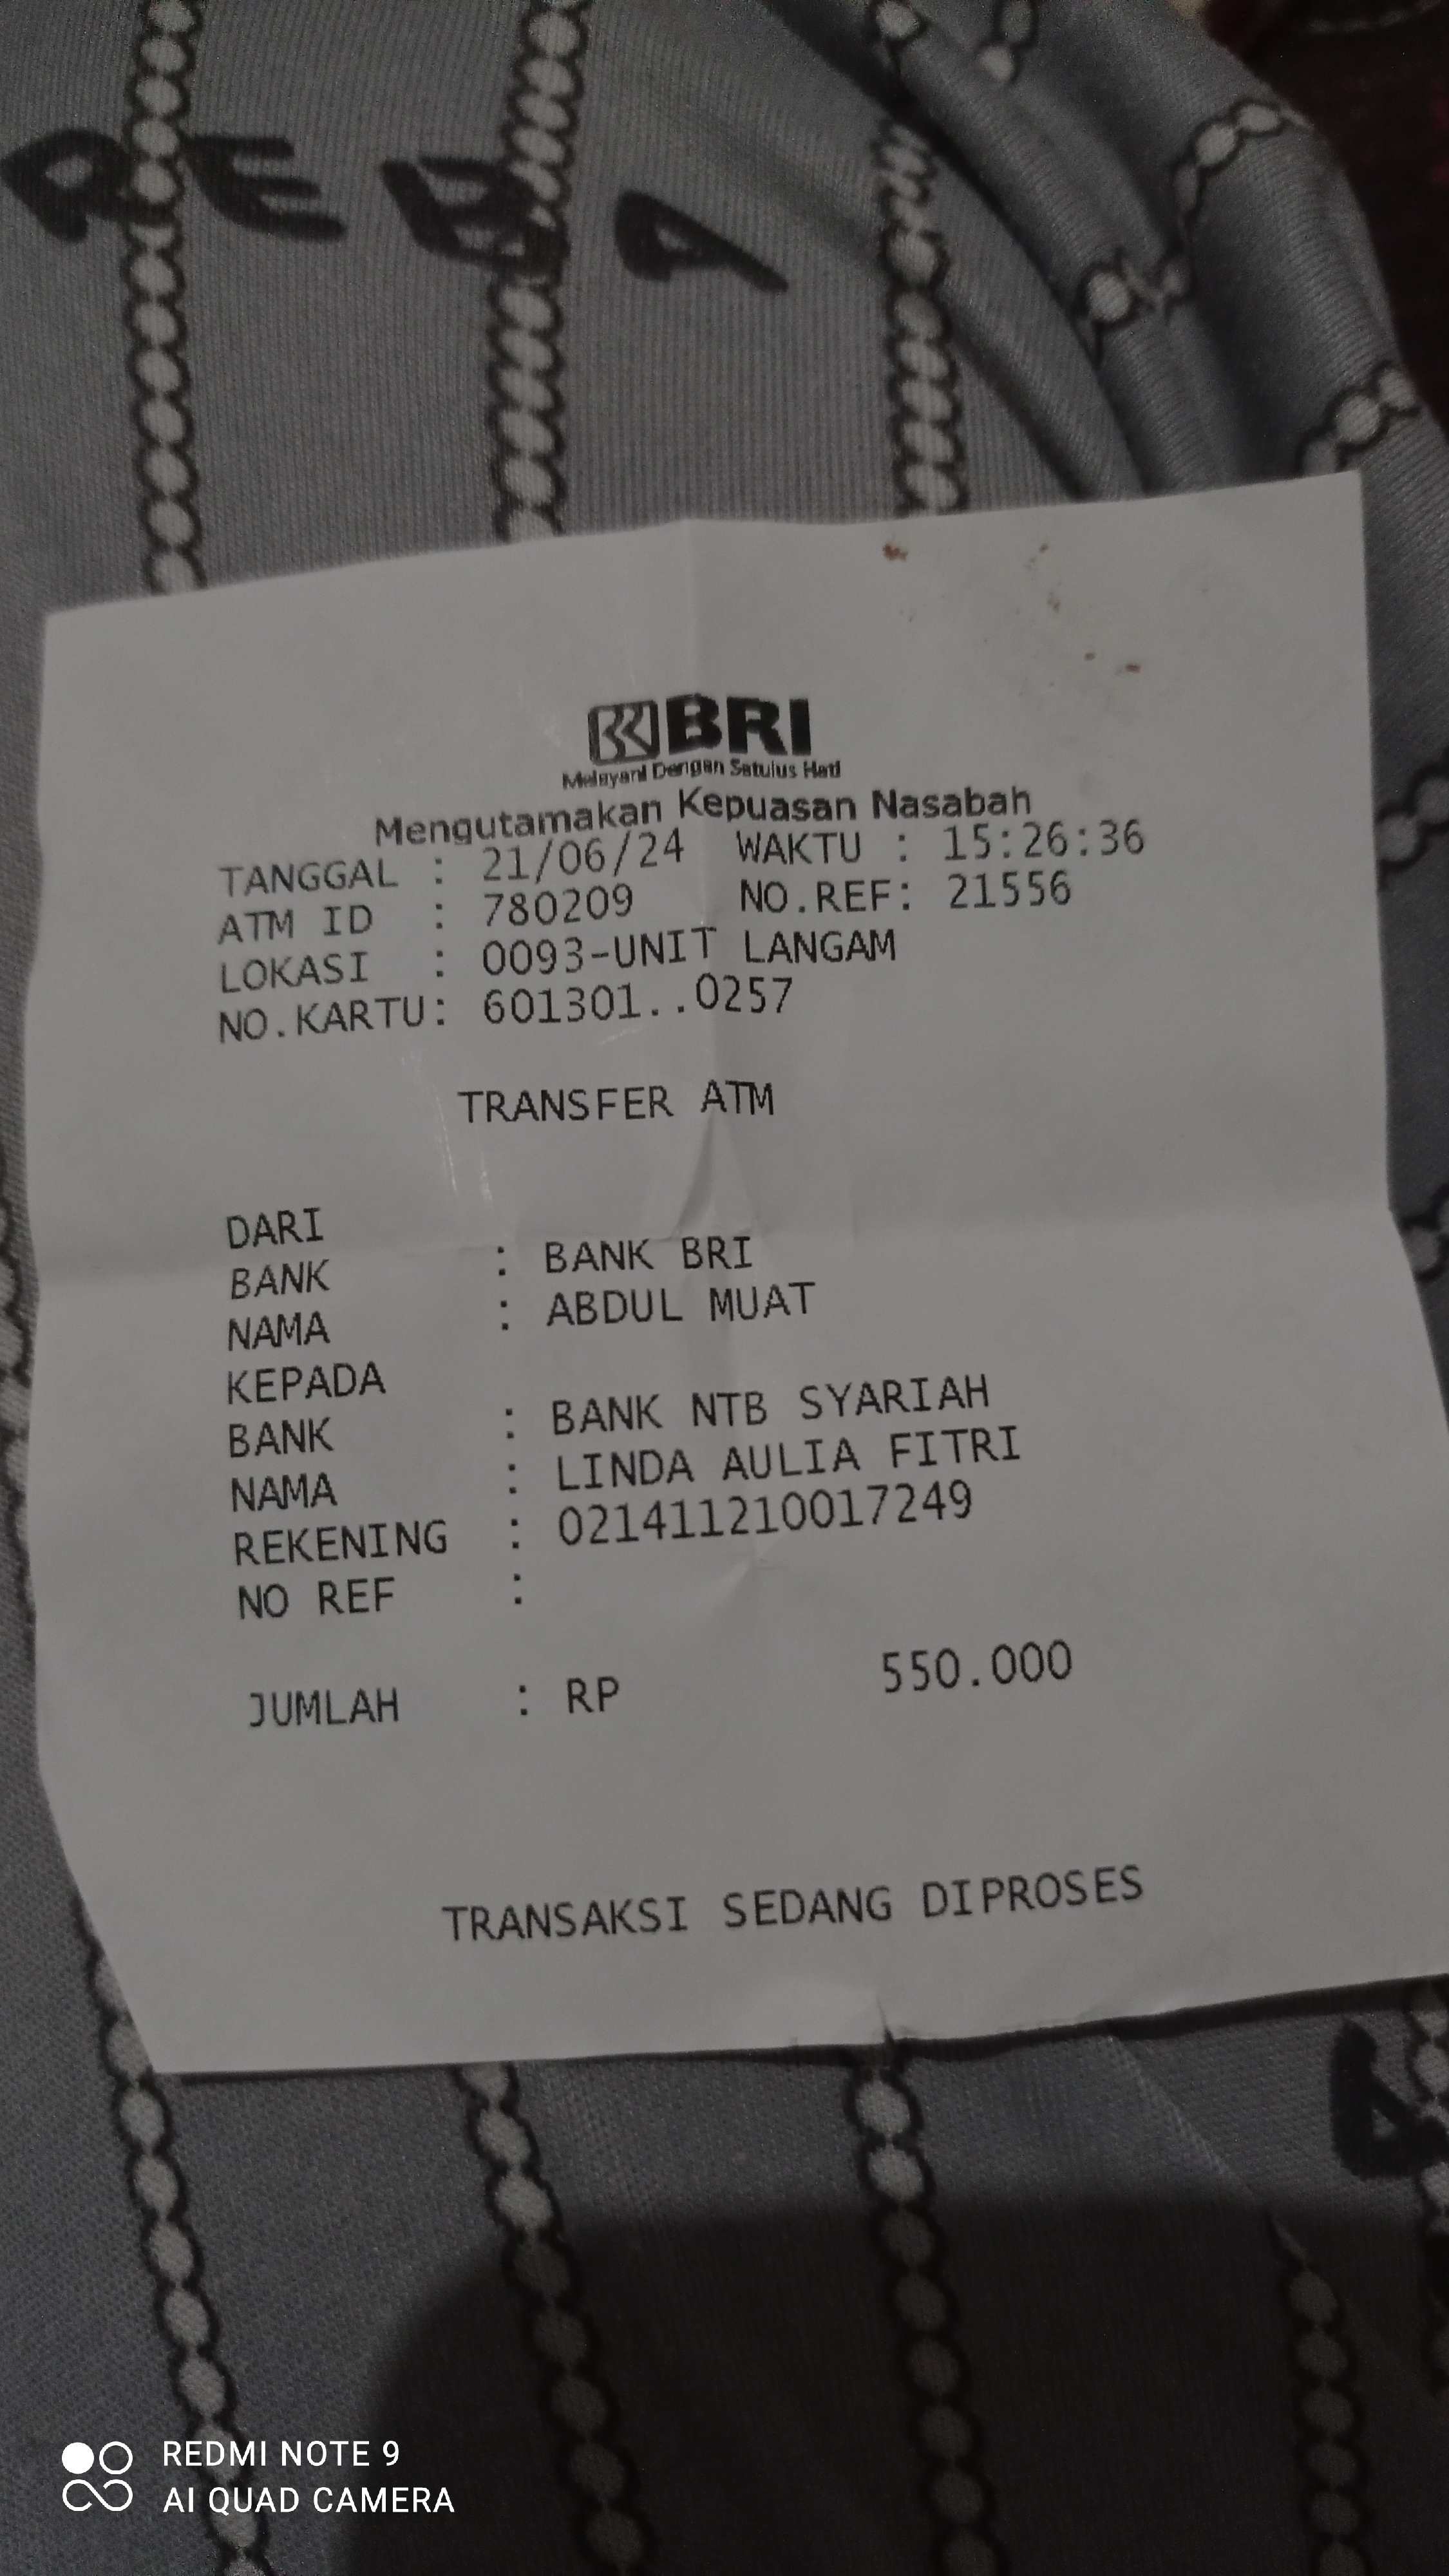 BRI
Melayani Dengan Setulus Hati
Mengutamakan Kepuasan Nasabah
TANGGAL : 21/06/24 WAKTU : 15:26:36
ATM ID : 780209 NO.REF: 21556
LOKASI : 0093-UNIT LANGAM
NO.KARTU: 601301..0257
TRANSFER ATM
DARI
BANK : BANK BRI
NAMA : ABDUL MUAT
KEPADA
BANK : BANK NTB SYARIAH
NAMA : LINDA AULIA FITRI
REKENING : 021411210017249
NO REF :
JUMLAH : RP 550.000
TRANSAKSI SEDANG DIPROSES
REDMI NOTE 9
AI QUAD CAMERA